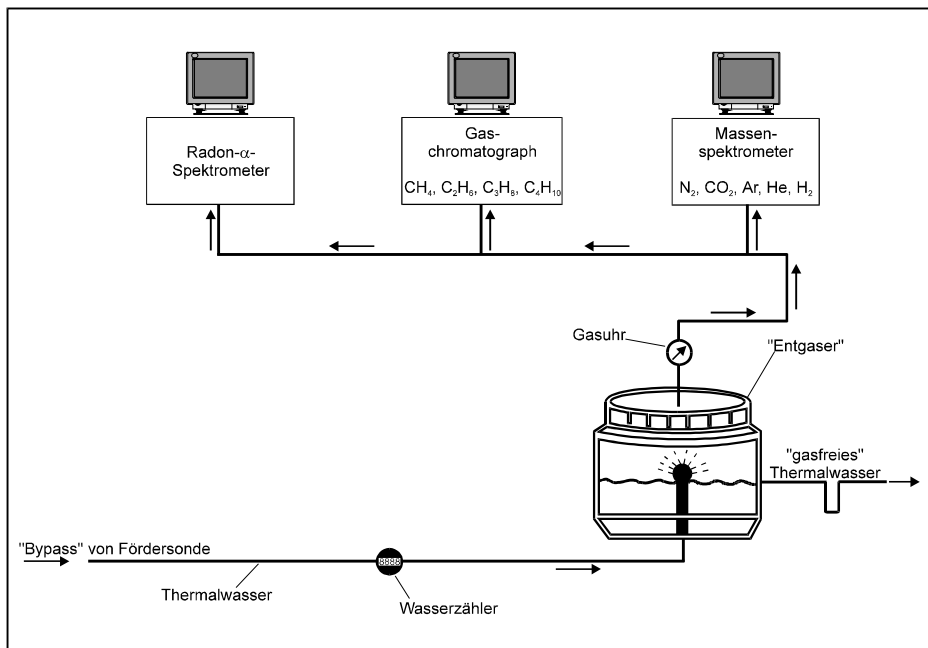 Radon-α-
Spektrometer
Gas-
chromatograph
CH₄, C₂H₆, C₃H₈, C₄H₁₀
Massen-
spektrometer
N₂, CO₂, Ar, He, H₂
Gasuhr
"Entgaser"
"gasfreies"
Thermalwasser
"Bypass" von Fördersonde
8888
Thermalwasser
Wasserzähler